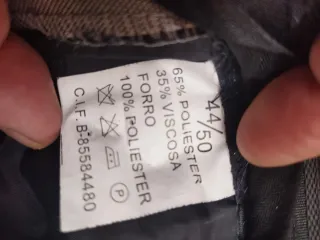 44/50
65% POLIESTER
35% VISCOSA
FORRO
100% POLIESTER
P
C.I.F. B-85584480